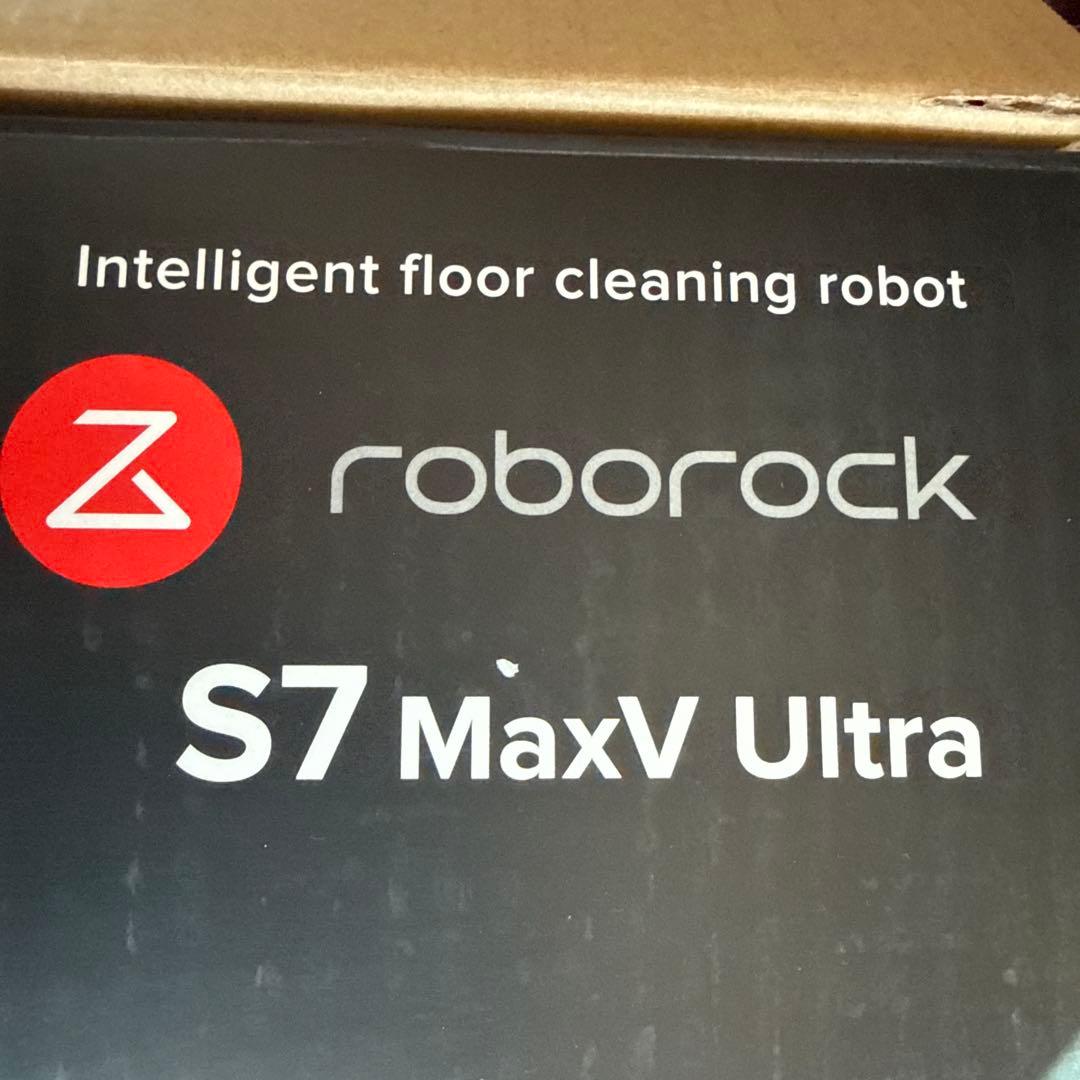 Intelligent floor cleaning robot
roborock
S7 MaxV Ultra